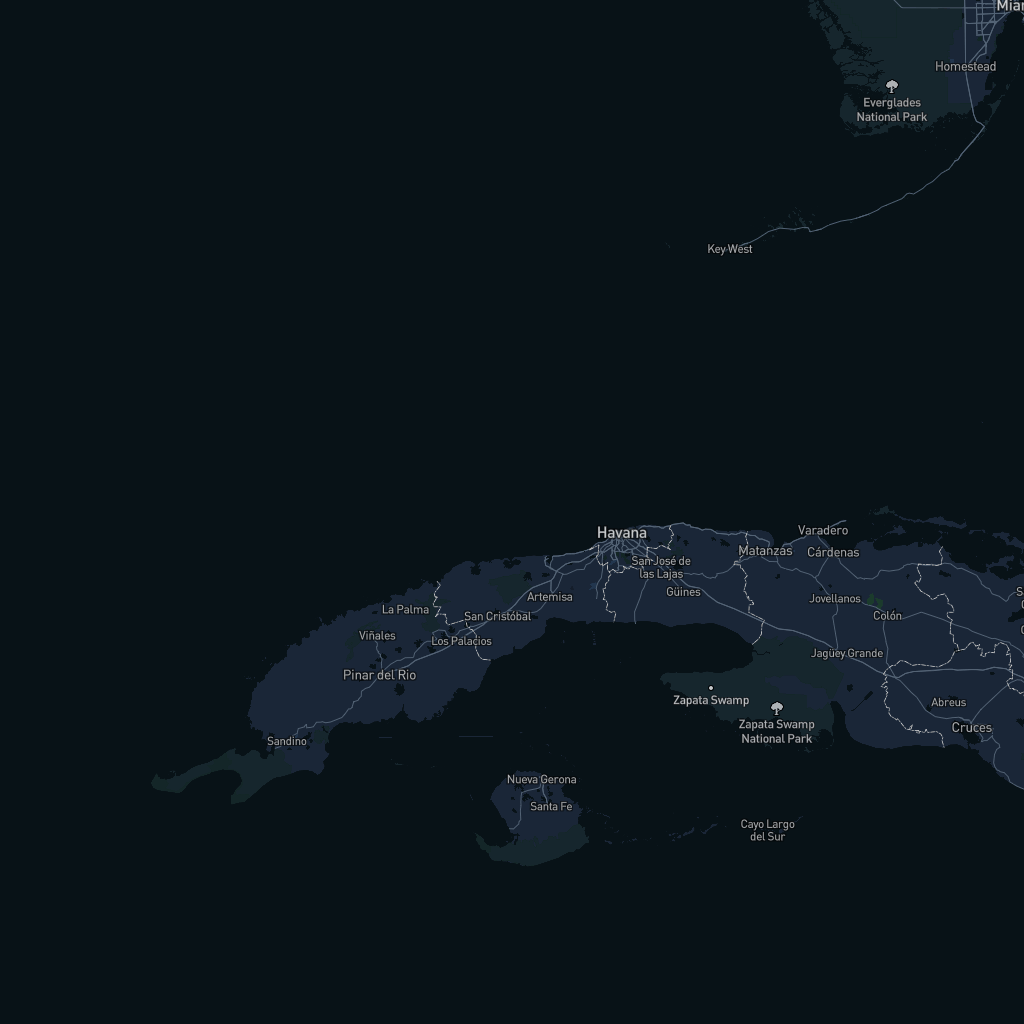 Homestead
Everglades
National Park
Key West
Havana
Varadero
Matanzas
Cárdenas
San José de
las Lajas
Güines
Artemisa
Jovellanos
Colón
La Palma
San Cristóbal
Viñales
Los Palacios
Jagüey Grande
Pinar del Rio
Zapata Swamp
Abreus
Zapata Swamp
National Park
Cruces
Sandino
Nueva Gerona
Santa Fe
Cayo Largo
del Sur